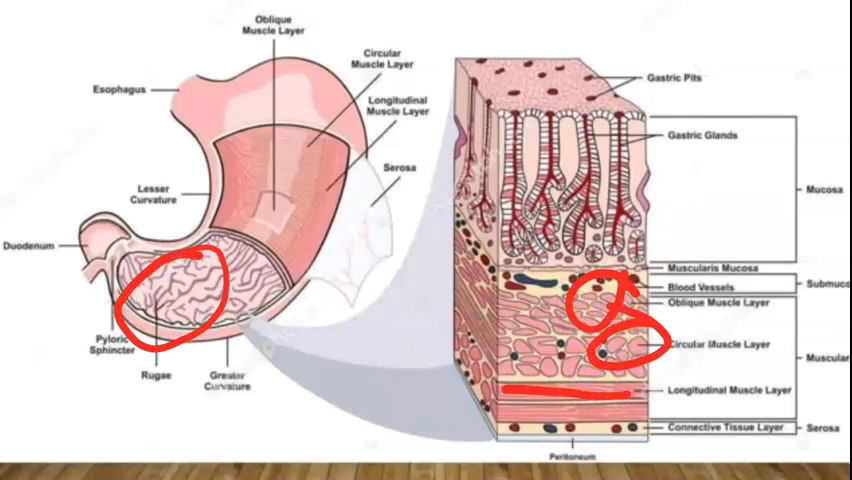 Oblique
Muscle Layer
Circular
Muscle Layer
Esophagus
Longitudinal
Muscle Layer
Serosa
Lesser
Curvature
Duodenum
Pyloric
Sphincter
Rugae
Greater
Curvature
Gastric Pits
Gastric Glands
Mucosa
Muscularis Mucosa
Blood Vessels
Submuco
Oblique Muscle Layer
Circular Muscle Layer
Muscular
Longitudinal Muscle Layer
Connective Tissue Layer
Serosa
Peritoneum